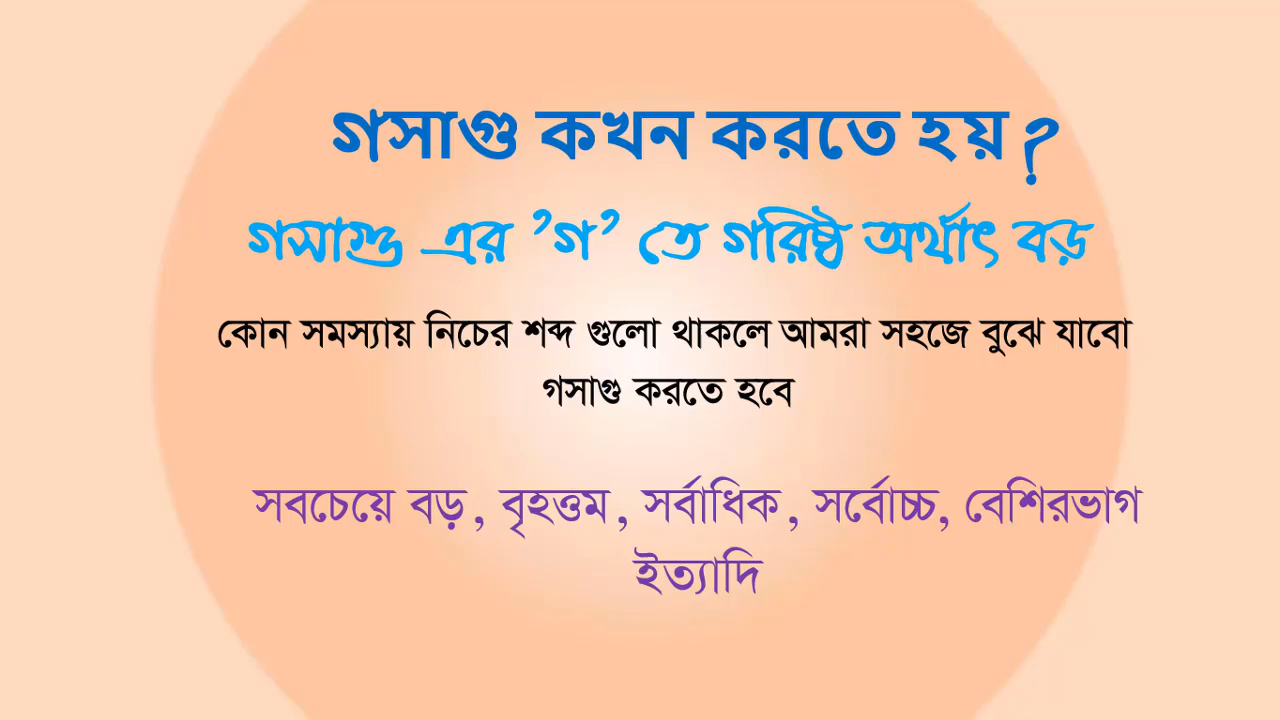 গসাগু কখন করতে হয়?
গসাগু এর ’গ’ তে গরিষ্ঠ অর্থাৎ বড়
কোন সমস্যায় নিচের শব্দ গুলো থাকলে আমরা সহজে বুঝে যাবো
গসাগু করতে হবে
সবচেয়ে বড়, বৃহত্তম, সর্বাধিক, সর্বোচ্চ, বেশিরভাগ
ইত্যাদি